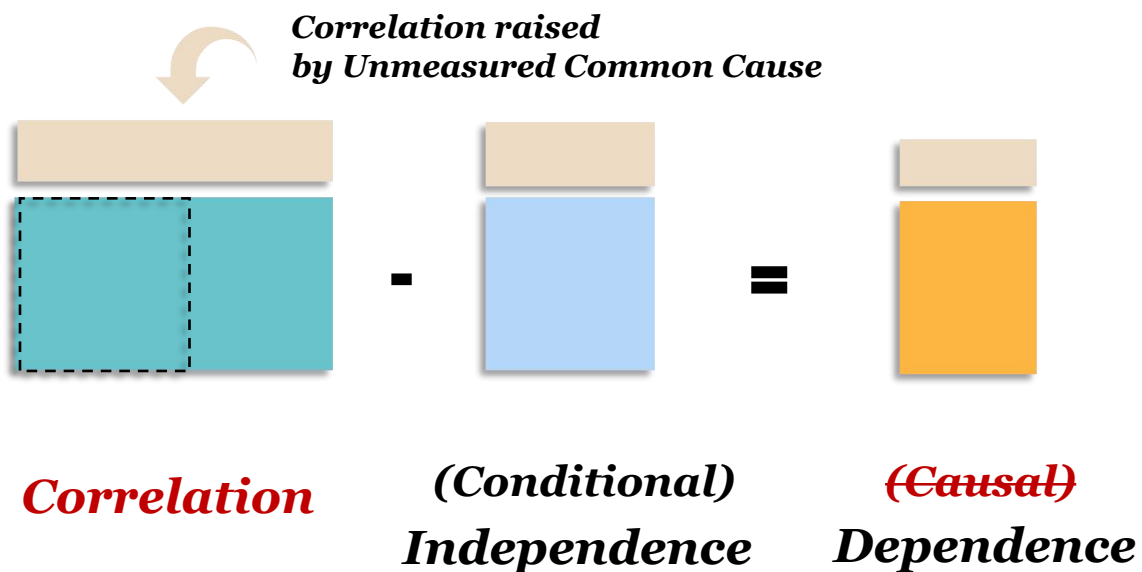 Correlation raised
by Unmeasured Common Cause
-
=
Correlation
(Conditional)
Independence
(Causal)
Dependence